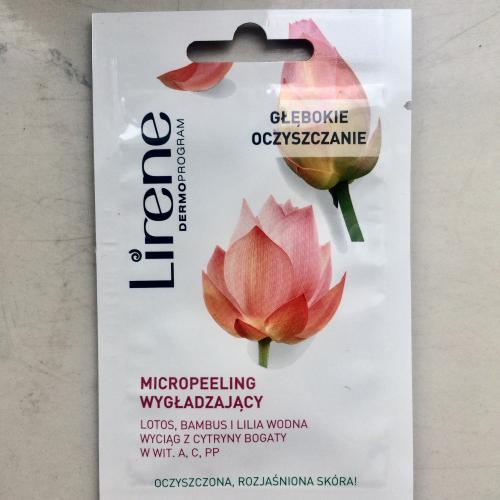 Lirene
DERMOPROGRAM
GŁĘBOKIE
OCZYSZCZANIE
MICROPEELING
WYGŁADZAJĄCY
LOTOS, BAMBUS I LILIA WODNA
WYCIĄG Z CYTRYNY BOGATY
W WIT. A, C, PP
OCZYSZCZONA, ROZJAŚNIONA SKÓRA!